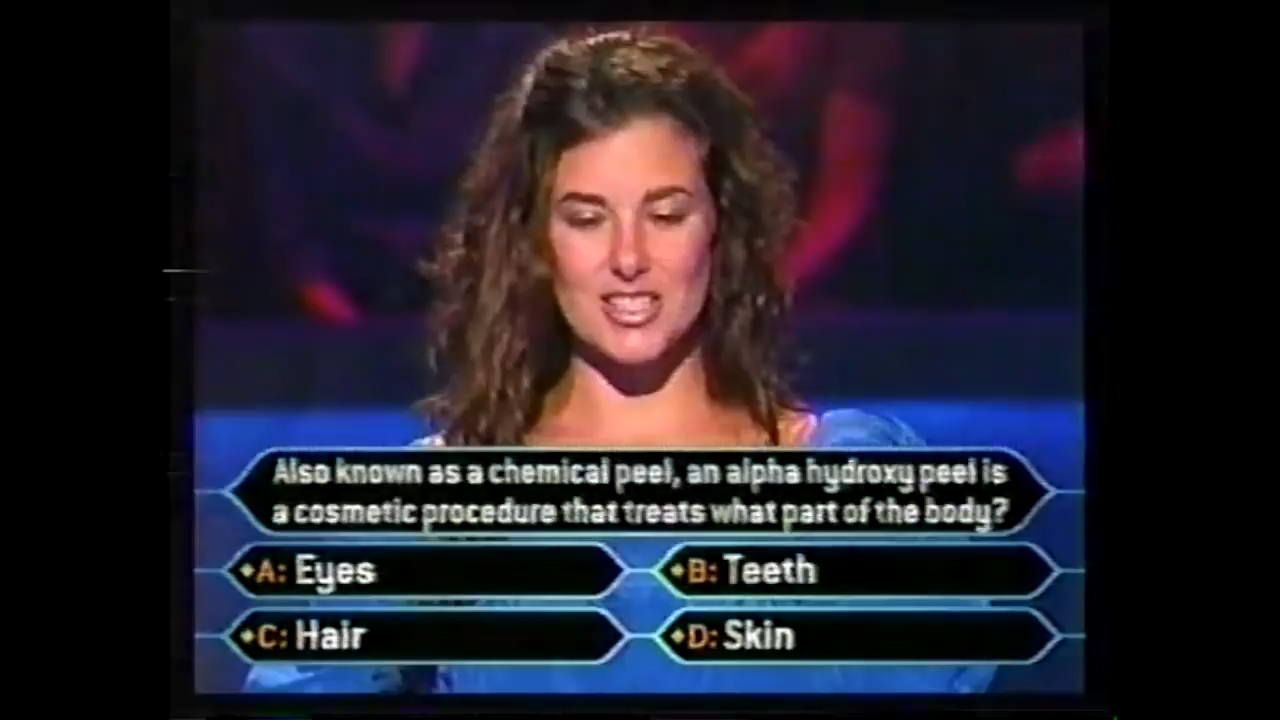 Also known as a chemical peel, an alpha hydroxy peel is
a cosmetic procedure that treats what part of the body?
A: Eyes
B: Teeth
C: Hair
D: Skin